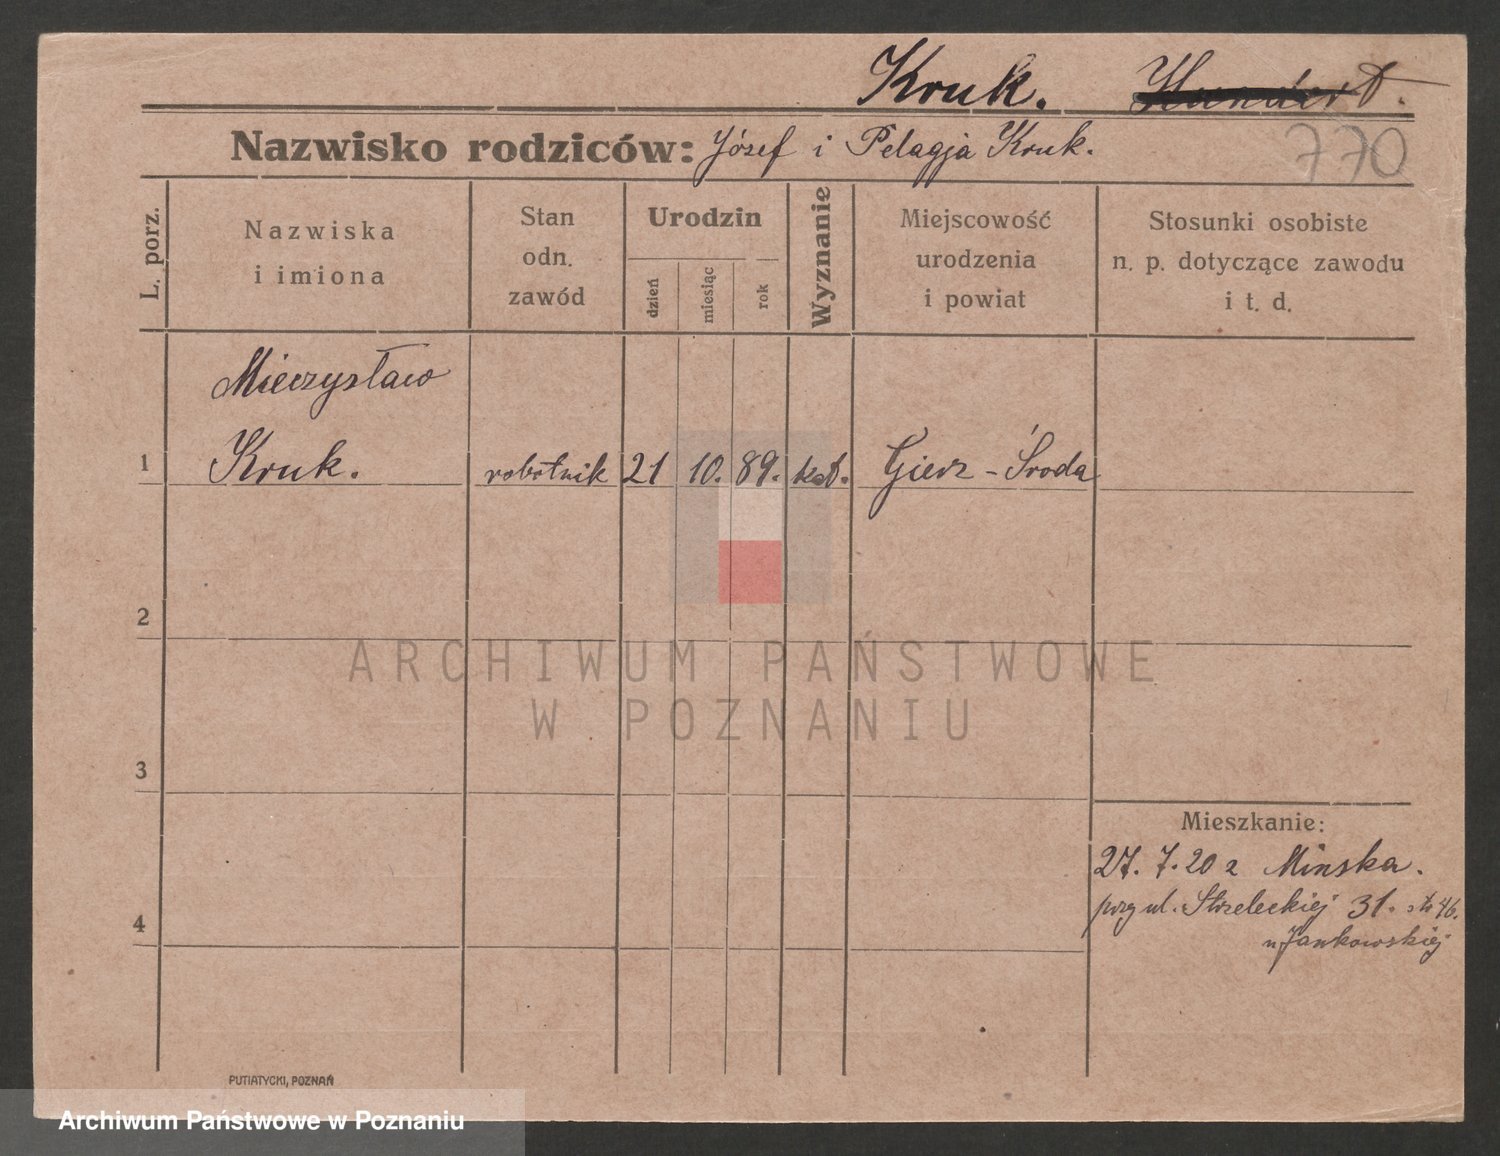 Kruk.
770
Nazwisko rodziców: Józef i Pelagja Kruk.
L. porz.
Nazwiska
i imiona
Stan
odn.
zawód
Urodzin
dzień
miesiąc
rok
Wyznanie
Miejscowość
urodzenia
i powiat
Stosunki osobiste
n. p. dotyczące zawodu
i t. d.
Mieczysław
1 Kruk. robotnik 21 10. 89. kat. Giecz - Środa
2
ARCHIWUM PAŃSTWOWE
W POZNANIU
3
Mieszkanie:
27. 7. 20 z Mińska.
przy ul. Strzeleckiej 31.
4
u Jankowskiej
PUTIATYCKI, POZNAŃ
Archiwum Państwowe w Poznaniu